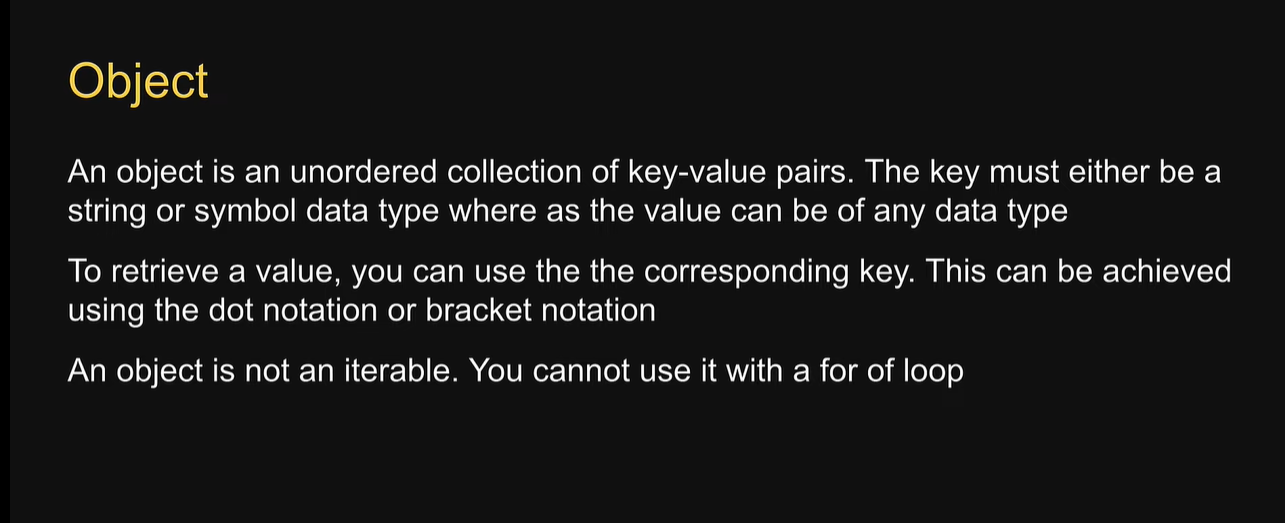 Object
An object is an unordered collection of key-value pairs. The key must either be a
string or symbol data type where as the value can be of any data type
To retrieve a value, you can use the the corresponding key. This can be achieved
using the dot notation or bracket notation
An object is not an iterable. You cannot use it with a for of loop